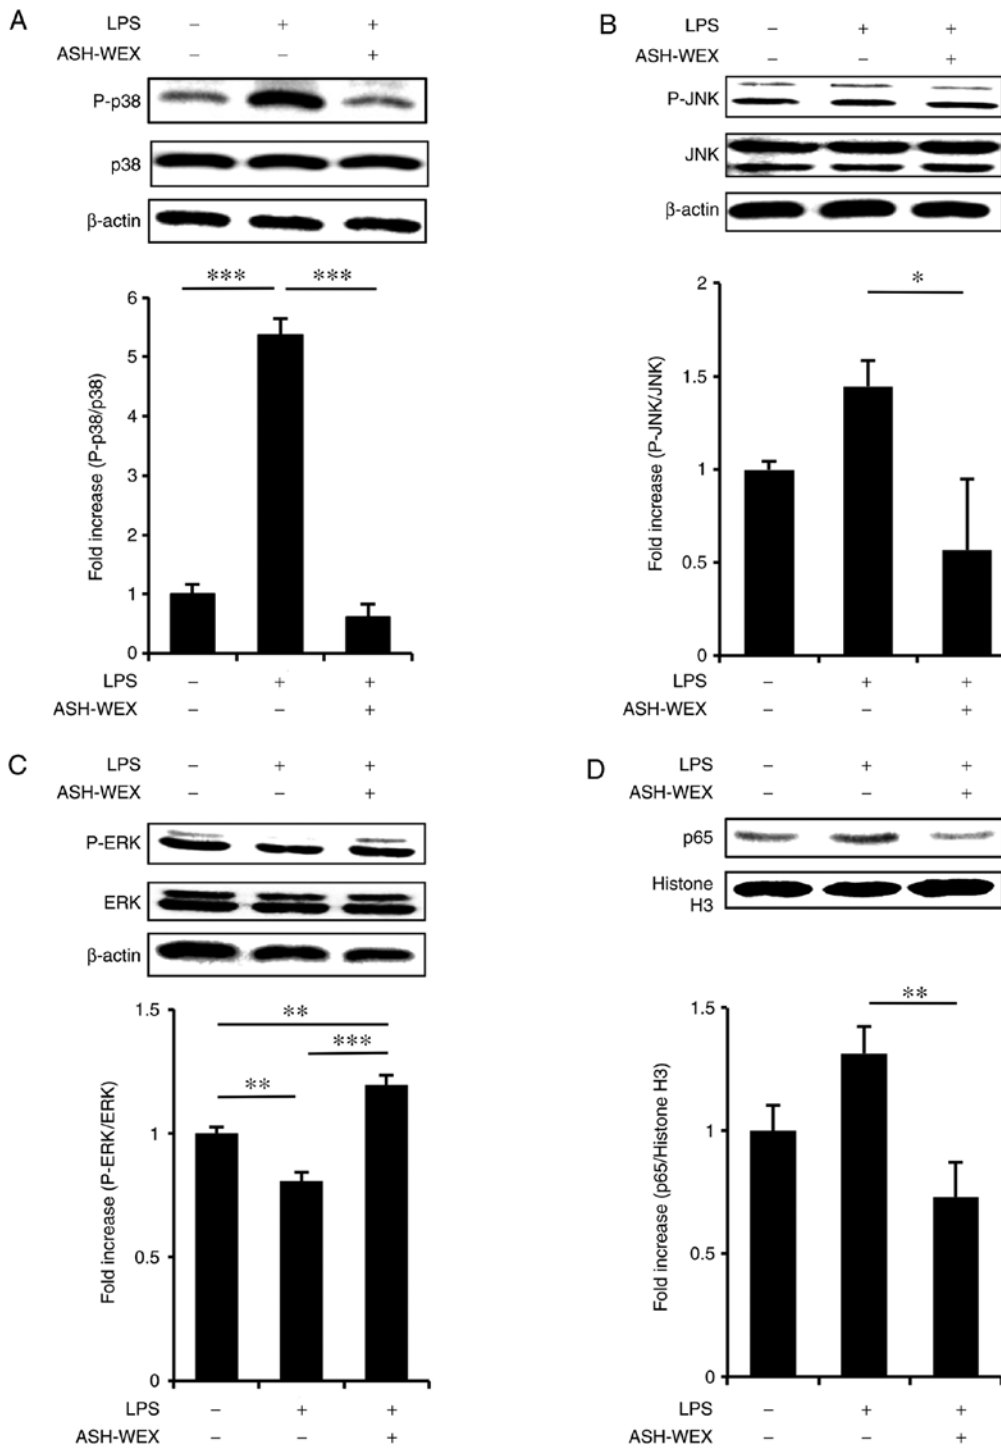 A
LPS – + +
ASH-WEX – – +
P-p38
p38
β-actin
*** ***
6
5
4
3
2
1
0
Fold increase (P-p38/p38)
LPS – + +
ASH-WEX – – +
B
LPS – + +
ASH-WEX – – +
P-JNK
JNK
β-actin
*
2
1.5
1
0.5
0
Fold increase (P-JNK/JNK)
LPS – + +
ASH-WEX – – +
C
LPS – + +
ASH-WEX – – +
P-ERK
ERK
β-actin
**
***
**
1.5
1
0.5
0
Fold increase (P-ERK/ERK)
LPS – + +
ASH-WEX – – +
D
LPS – + +
ASH-WEX – – +
p65
Histone
H3
**
1.5
1
0.5
0
Fold increase (p65/Histone H3)
LPS – + +
ASH-WEX – – +